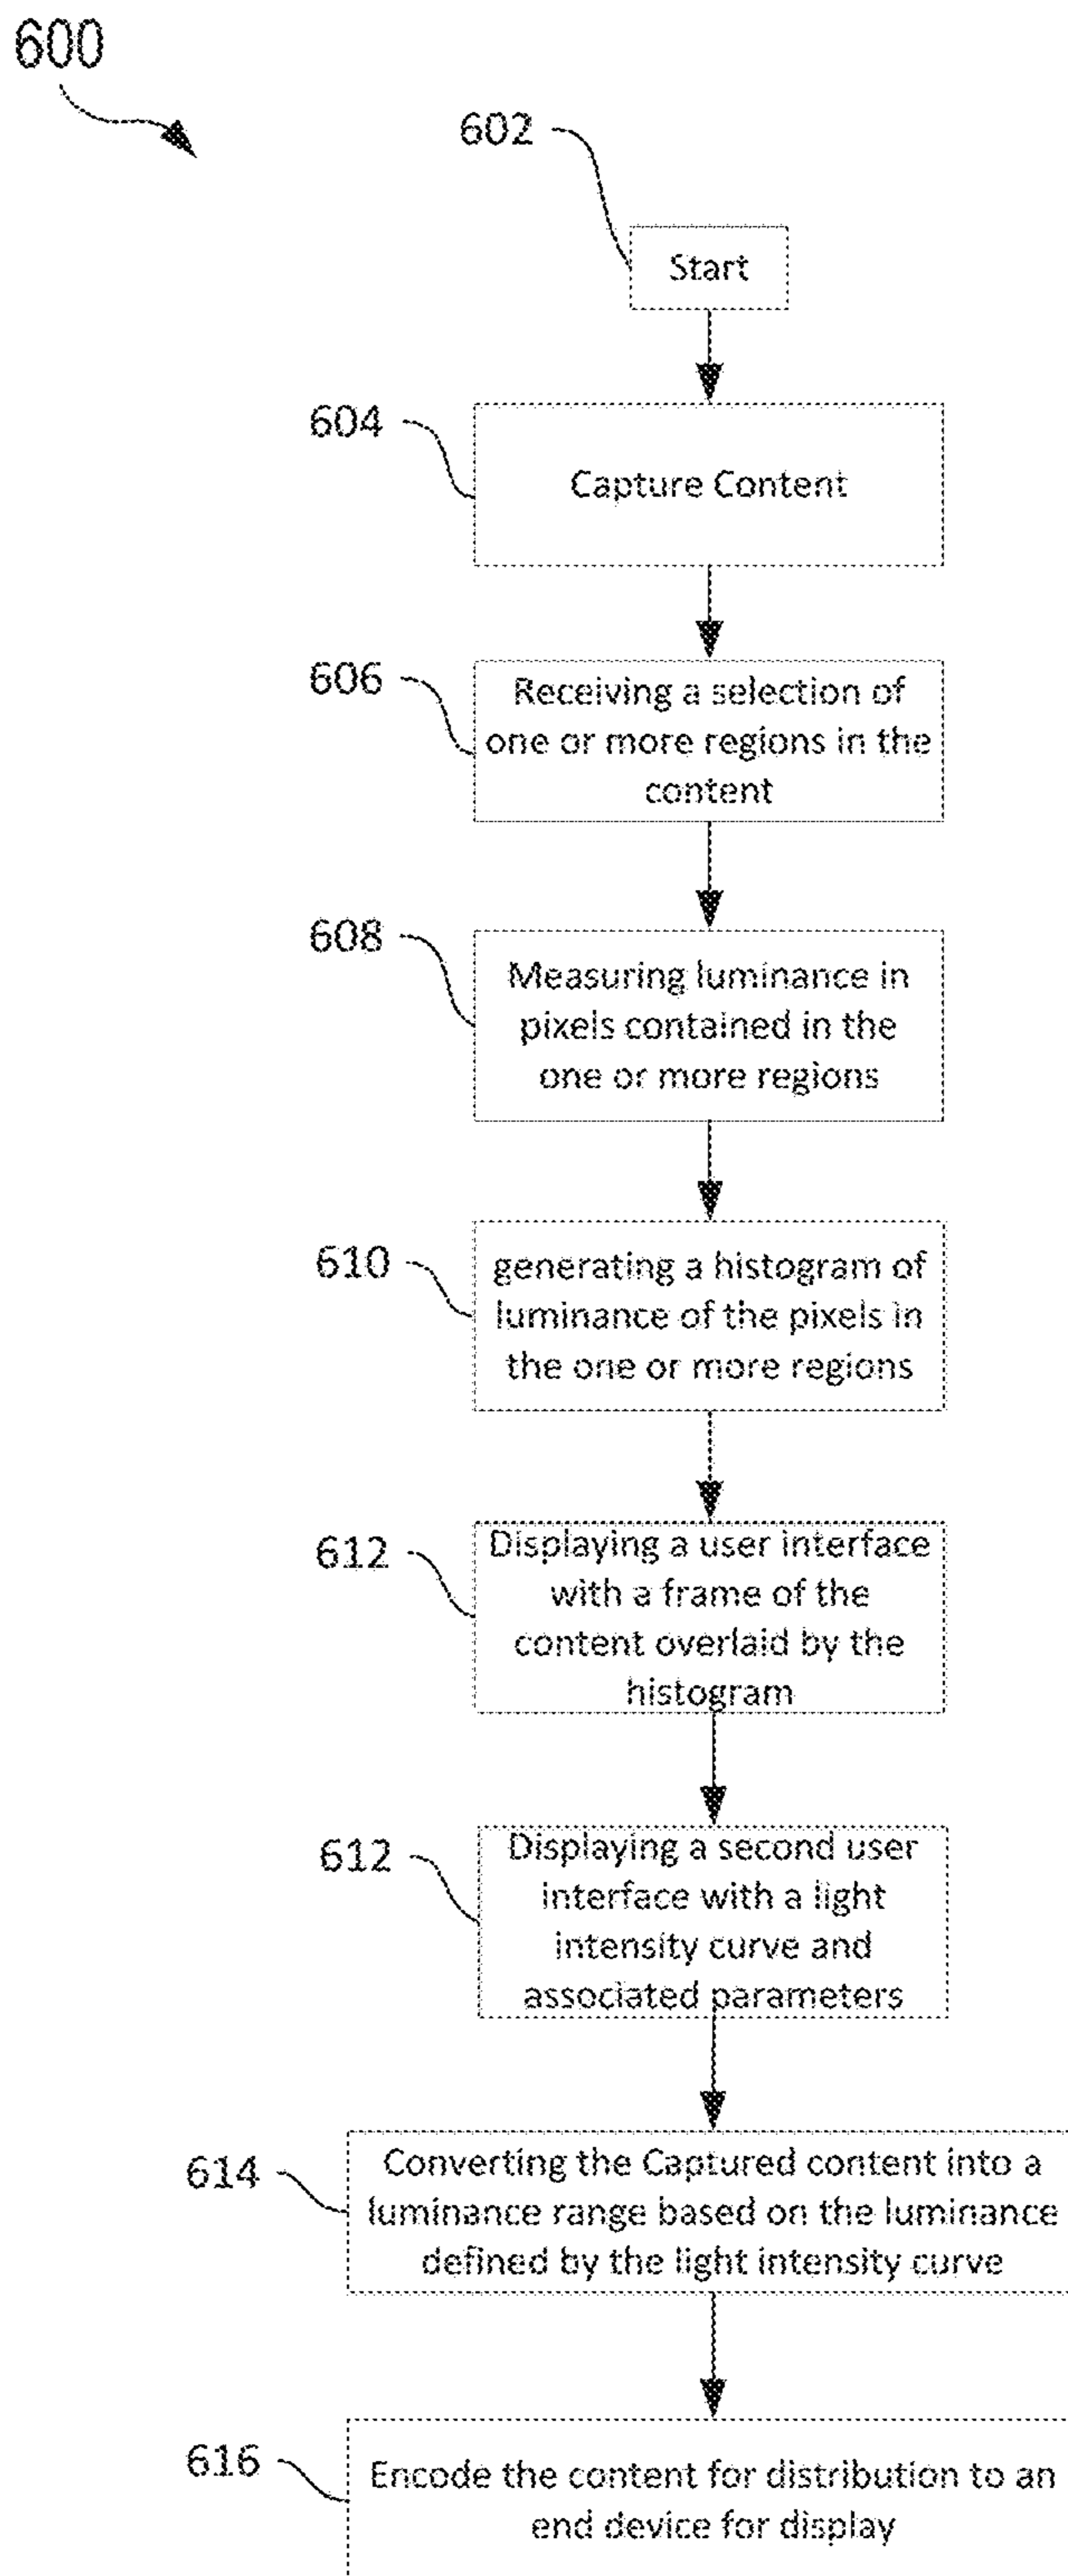 600
602
Start
604
Capture Content
606
Receiving a selection of
one or more regions in the
content
608
Measuring luminance in
pixels contained in the
one or more regions
610
generating a histogram of
luminance of the pixels in
the one or more regions
612
Displaying a user interface
with a frame of the
content overlaid by the
histogram
612
Displaying a second user
interface with a light
intensity curve and
associated parameters
614
Converting the Captured content into a
luminance range based on the luminance
defined by the light intensity curve
616
Encode the content for distribution to an
end device for display